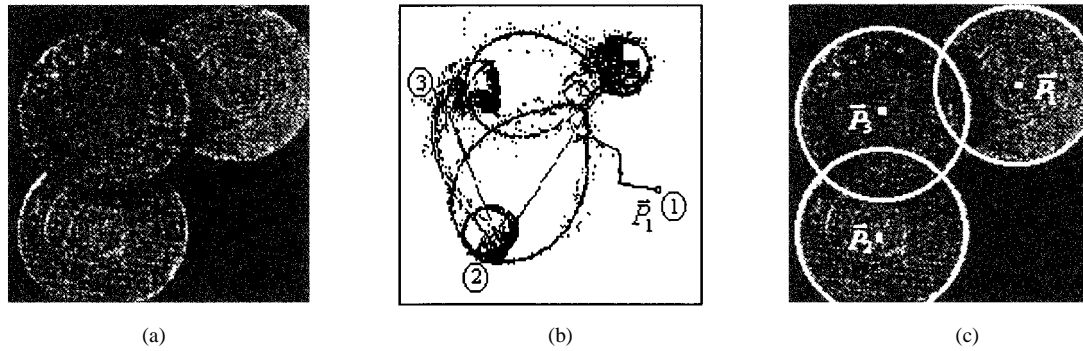 ③
①
P̄₁
②
P̄₁
P̄₃
P̄₂
(a) (b) (c)